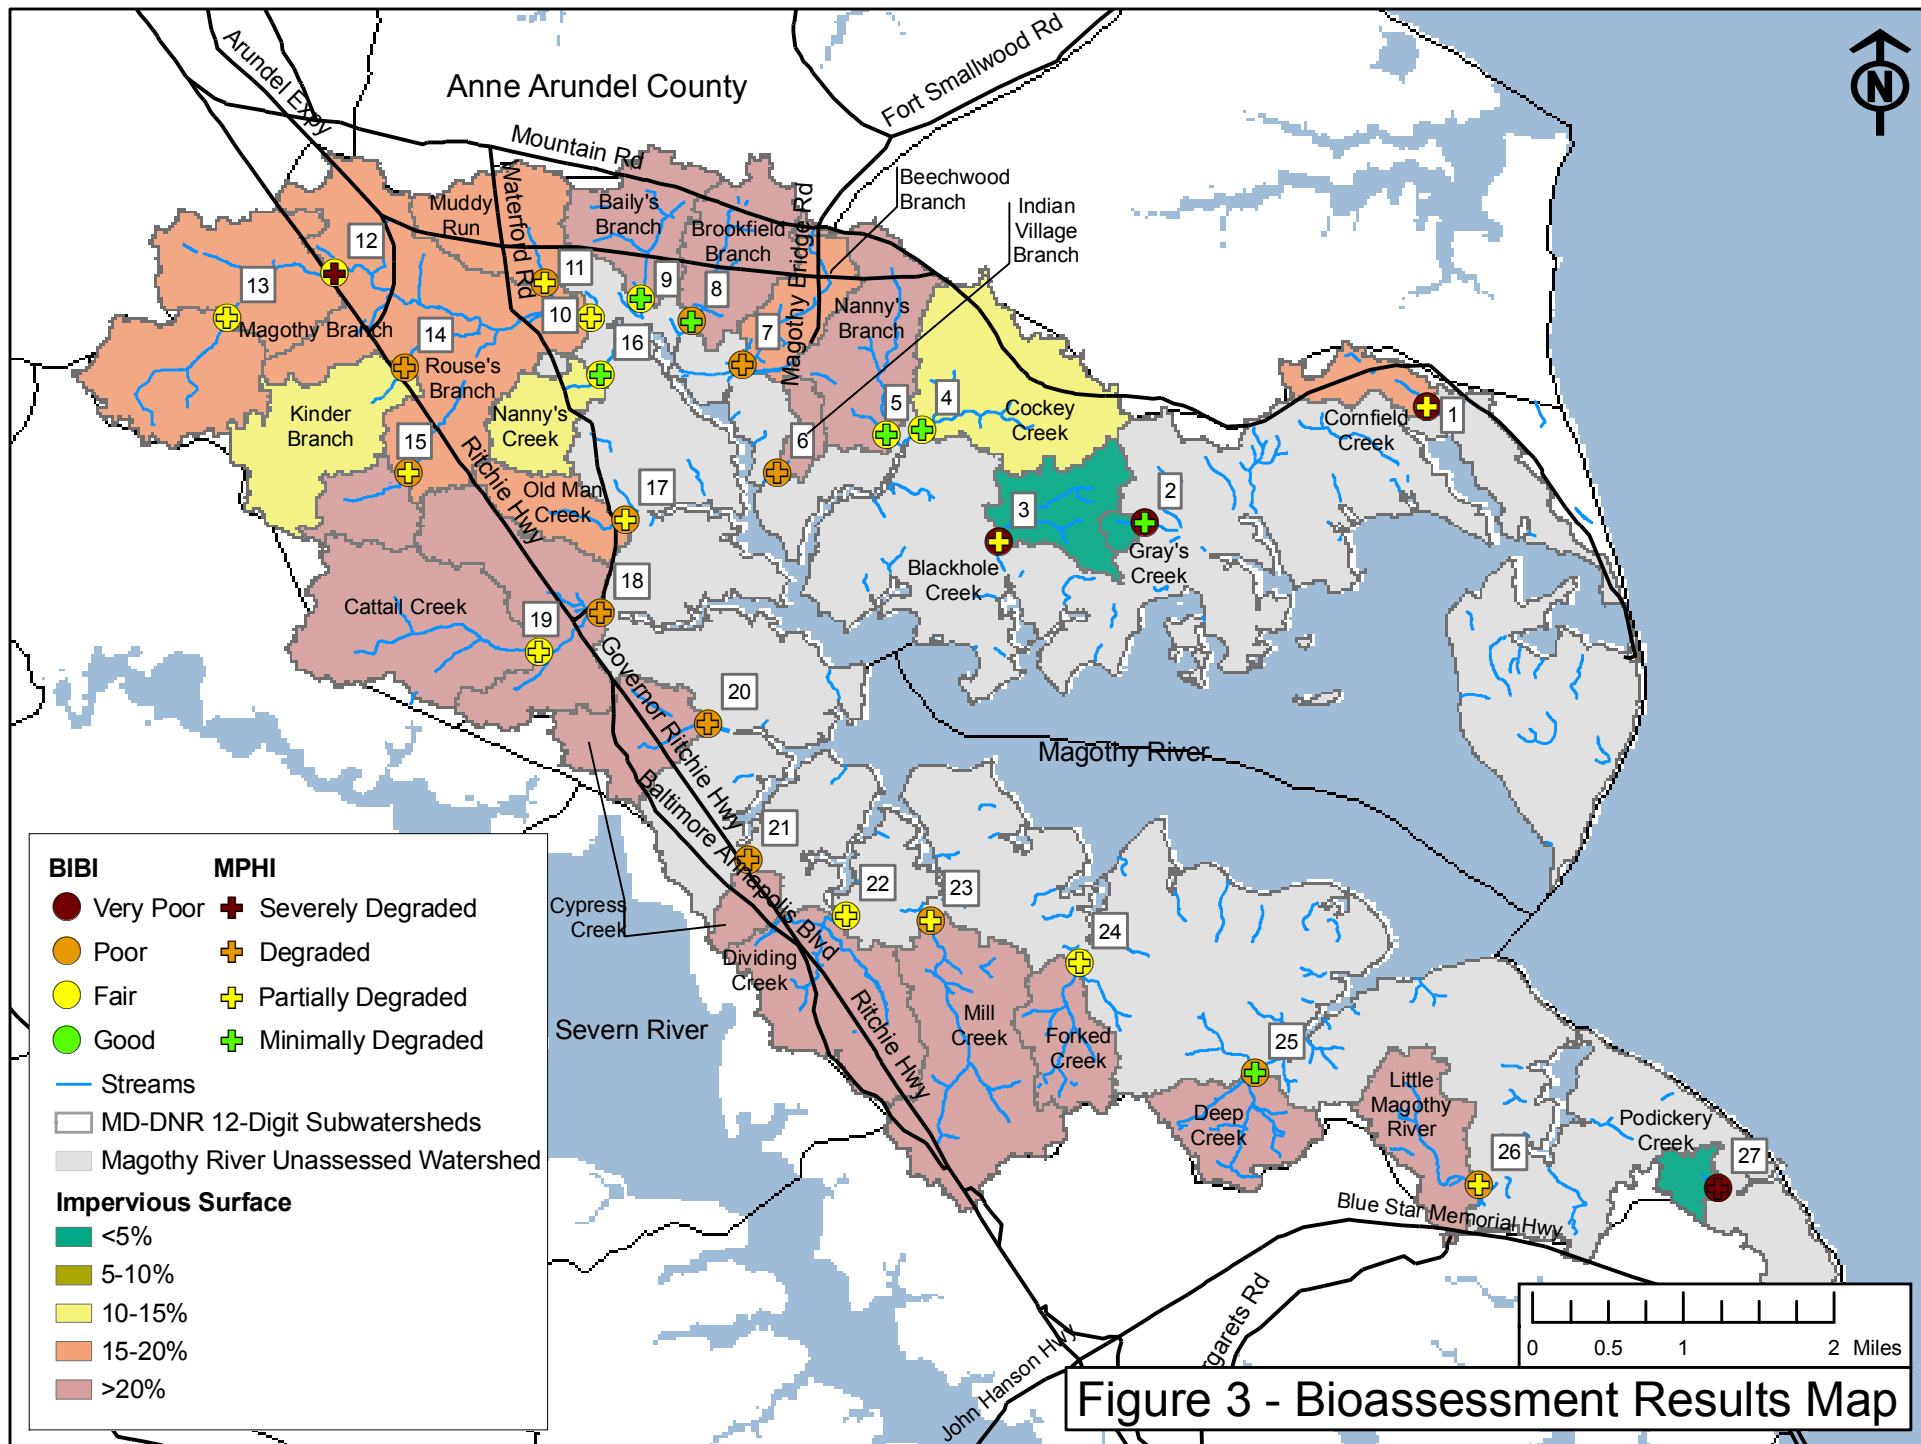 Anne Arundel County
Arundel Expy
Mountain Rd
Fort Smallwood Rd
N
Waterford Rd
Magothy Bridge Rd
Beechwood
Branch
Indian
Village
Branch
Muddy
Run
Baily's
Branch
Brookfield
Branch
Nanny's
Branch
12
13
11
9
8
10
7
14
16
Magothy Branch
Rouse's
Branch
Kinder
Branch
Nanny's
Creek
5
4
6
Cockey
Creek
Cornfield
Creek
1
15
Ritchie Hwy
Old Man
Creek
17
3
2
Blackhole
Creek
Gray's
Creek
18
Cattail Creek
19
Governor Ritchie Hwy
20
Magothy River
Baltimore Annapolis Blvd
21
22
23
24
Cypress
Creek
Dividing
Creek
Ritchie Hwy
Mill
Creek
Forked
Creek
Severn River
25
Deep
Creek
Little
Magothy
River
26
Podickery
Creek
27
Blue Star Memorial Hwy
John Hanson Hwy
rgarets Rd
BIBI
MPHI
Very Poor
Severely Degraded
Poor
Degraded
Fair
Partially Degraded
Good
Minimally Degraded
Streams
MD-DNR 12-Digit Subwatersheds
Magothy River Unassessed Watershed
Impervious Surface
<5%
5-10%
10-15%
15-20%
>20%
0 0.5 1 2 Miles
Figure 3 - Bioassessment Results Map